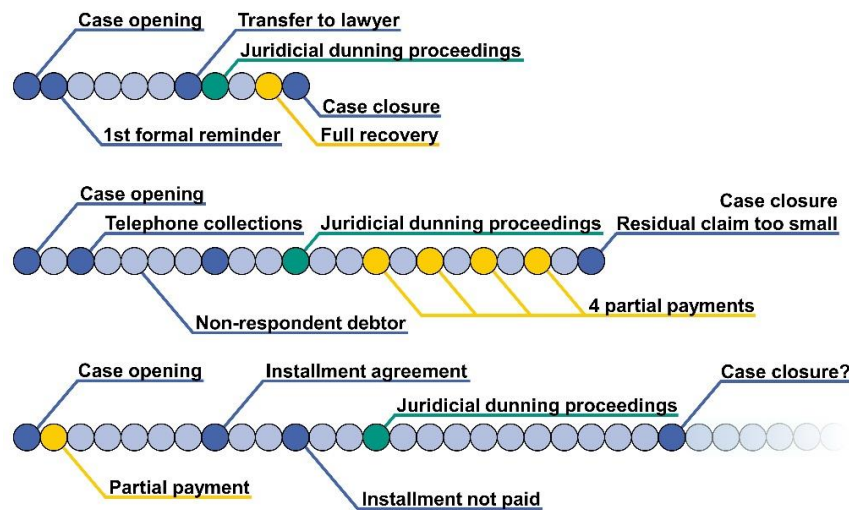 Case opening
Transfer to lawyer
Juridicial dunning proceedings
Case closure
1st formal reminder
Full recovery
Case opening
Case closure
Telephone collections
Juridicial dunning proceedings
Residual claim too small
4 partial payments
Non-respondent debtor
Case opening
Installment agreement
Case closure?
Juridicial dunning proceedings
Partial payment
Installment not paid